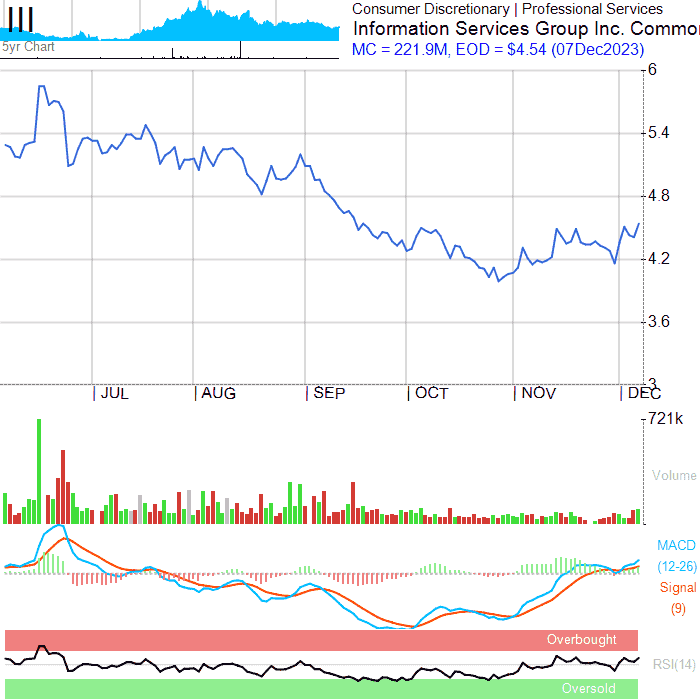 III
5yr Chart
Consumer Discretionary | Professional Services
Information Services Group Inc. Commo
MC = 221.9M, EOD = $4.54 (07Dec2023)
6
5.4
4.8
4.2
3.6
3
JUL
AUG
SEP
OCT
NOV
DEC
721k
Volume
MACD
(12-26)
Signal
(9)
Overbought
RSI(14)
Oversold